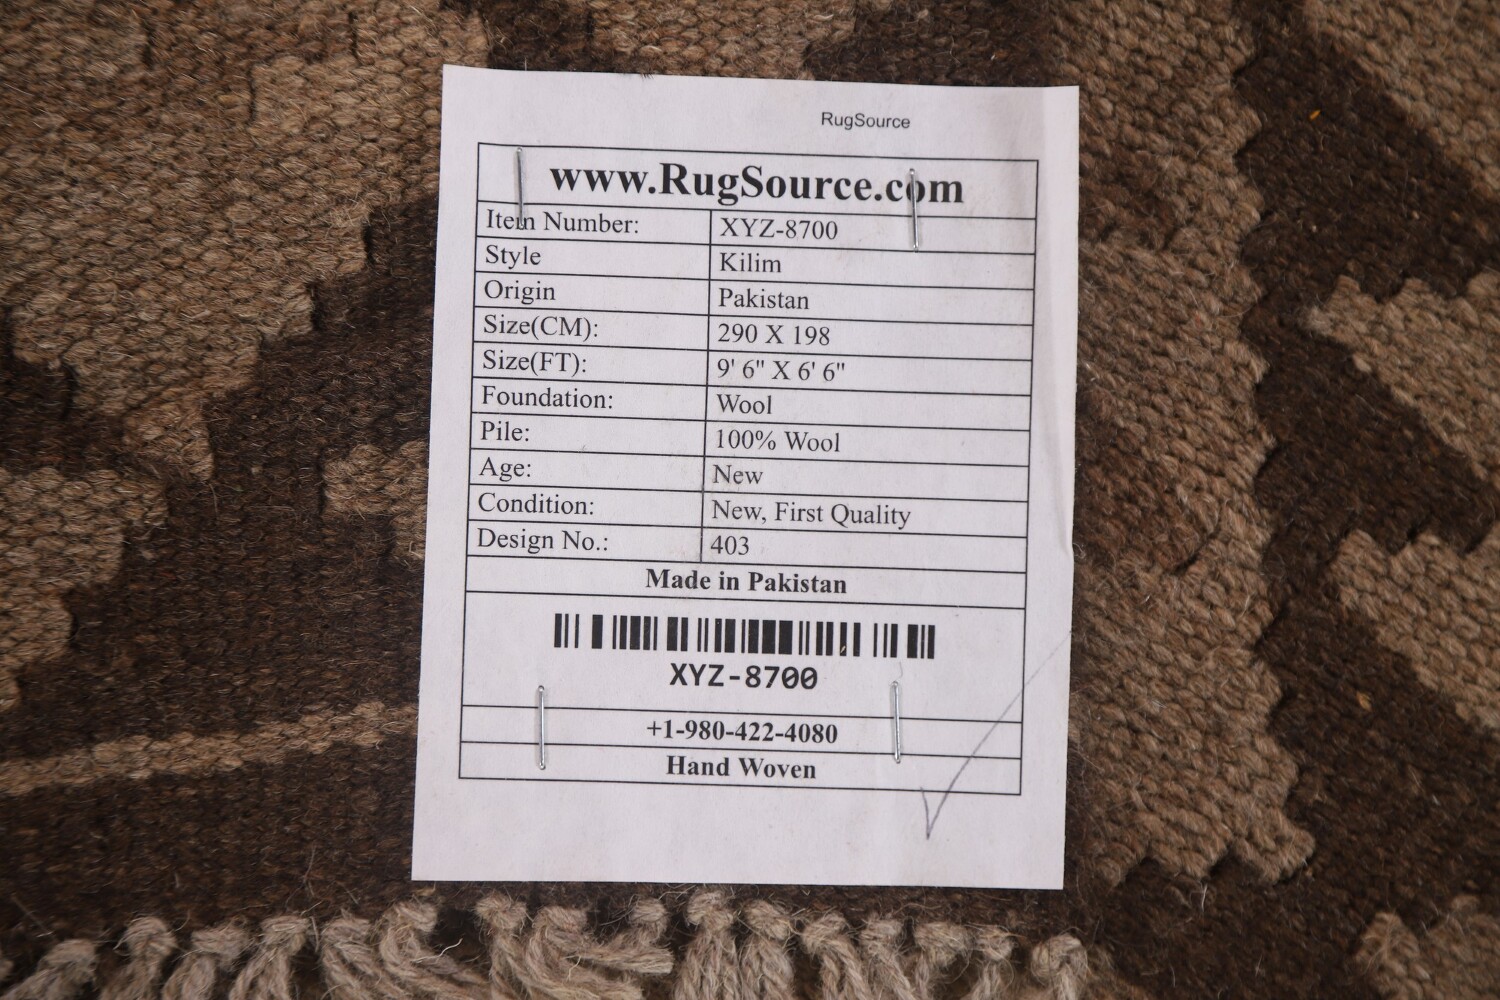 RugSource
www.RugSource.com
Item Number: XYZ-8700
Style Kilim
Origin Pakistan
Size(CM): 290 X 198
Size(FT): 9' 6" X 6' 6"
Foundation: Wool
Pile: 100% Wool
Age: New
Condition: New, First Quality
Design No.: 403
Made in Pakistan
XYZ-8700
+1-980-422-4080
Hand Woven